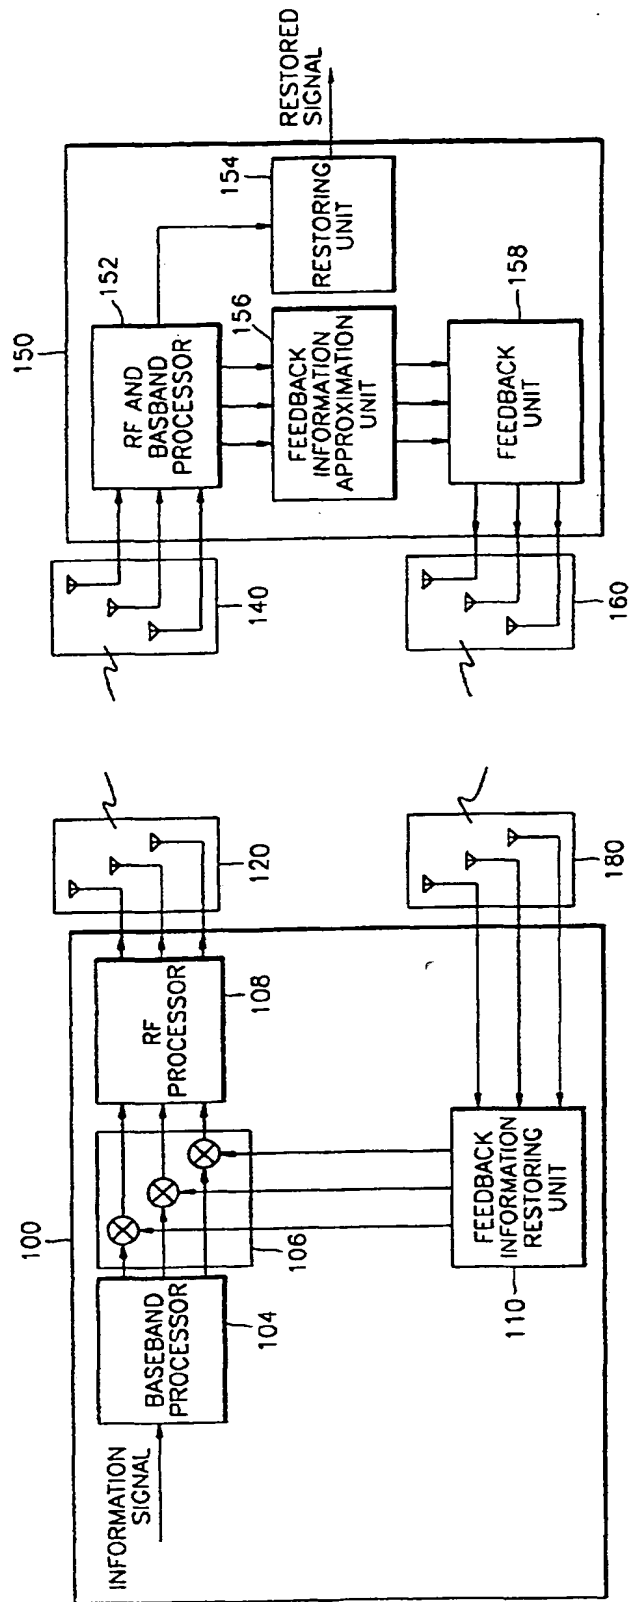 INFORMATION
SIGNAL
100
BASEBAND
PROCESSOR
104
106
RF
PROCESSOR
108
120
FEEDBACK
INFORMATION
RESTORING
UNIT
110
180
140
150
RF AND
BASBAND
PROCESSOR
152
RESTORING
UNIT
154
RESTORED
SIGNAL
FEEDBACK
INFORMATION
APPROXIMATION
UNIT
156
FEEDBACK
UNIT
158
160